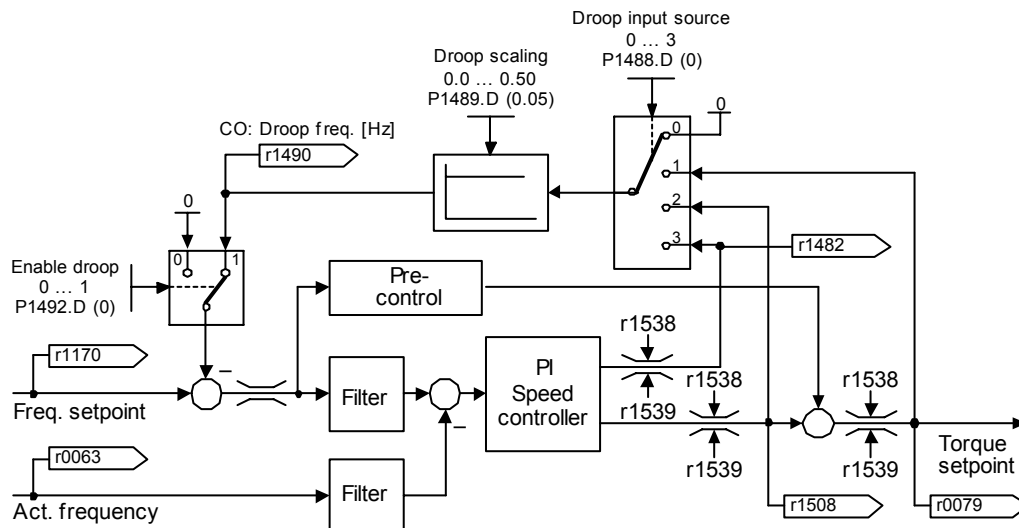 Droop input source
0 ... 3
P1488.D (0)
Droop scaling
0.0 ... 0.50
P1489.D (0.05)
0
0
CO: Droop freq. [Hz]
r1490
1
2
3
r1482
0
Enable droop
0 ... 1
P1492.D (0)
0
1
Pre-
control
r1170
Freq. setpoint
–
Filter
–
PI
Speed
controller
r1538
r1539
r1538
r1539
r1538
r1539
Torque
setpoint
r0063
Act. frequency
Filter
r1508
r0079